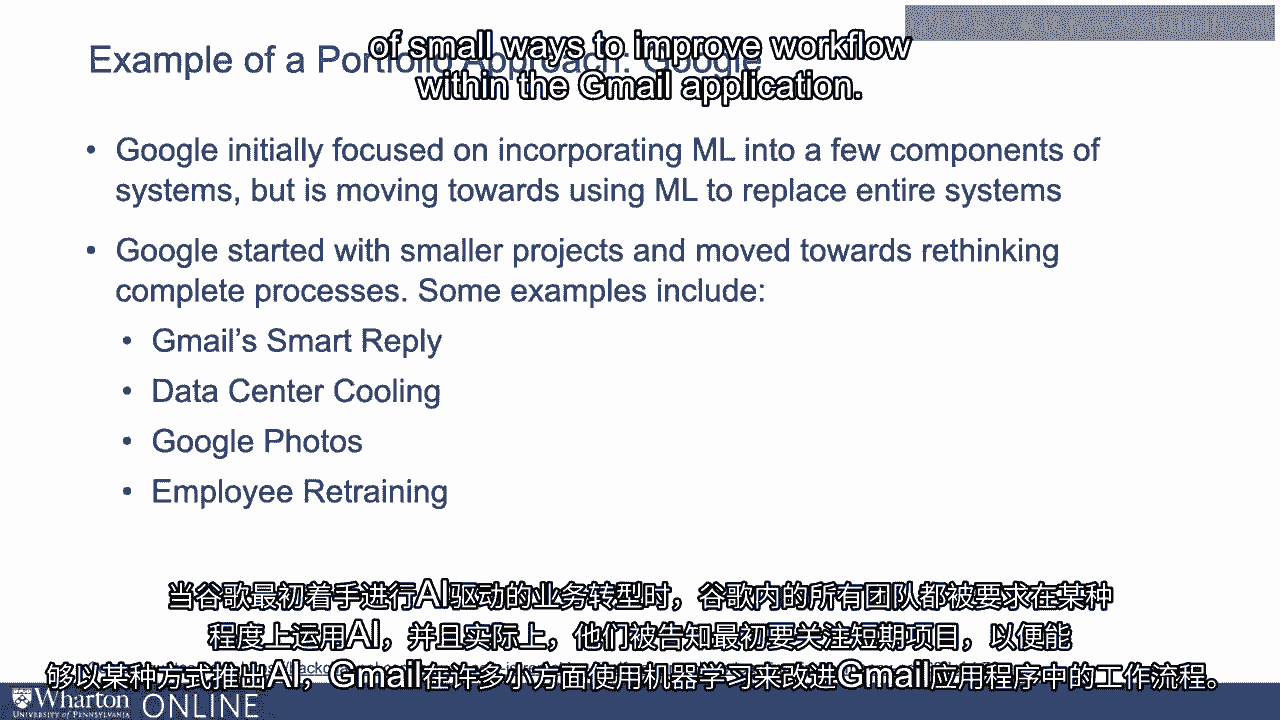 of small ways to improve workflow
within the Gmail application.
Example of a Portfolio Approach: Google
• Google initially focused on incorporating ML into a few components of
systems, but is moving towards using ML to replace entire systems
• Google started with smaller projects and moved towards rethinking
complete processes. Some examples include:
• Gmail's Smart Reply
• Data Center Cooling
• Google Photos
• Employee Retraining
当谷歌最初着手进行AI驱动的业务转型时，谷歌内的所有团队都被要求在某种
程度上运用AI，并且实际上，他们被告知最初要关注短期项目，以便能
够以某种方式推出AI，Gmail在许多小方面使用机器学习来改进Gmail应用程序中的工作流程。
Wharton ONLINE
UNIVERSITY of PENNSYLVANIA